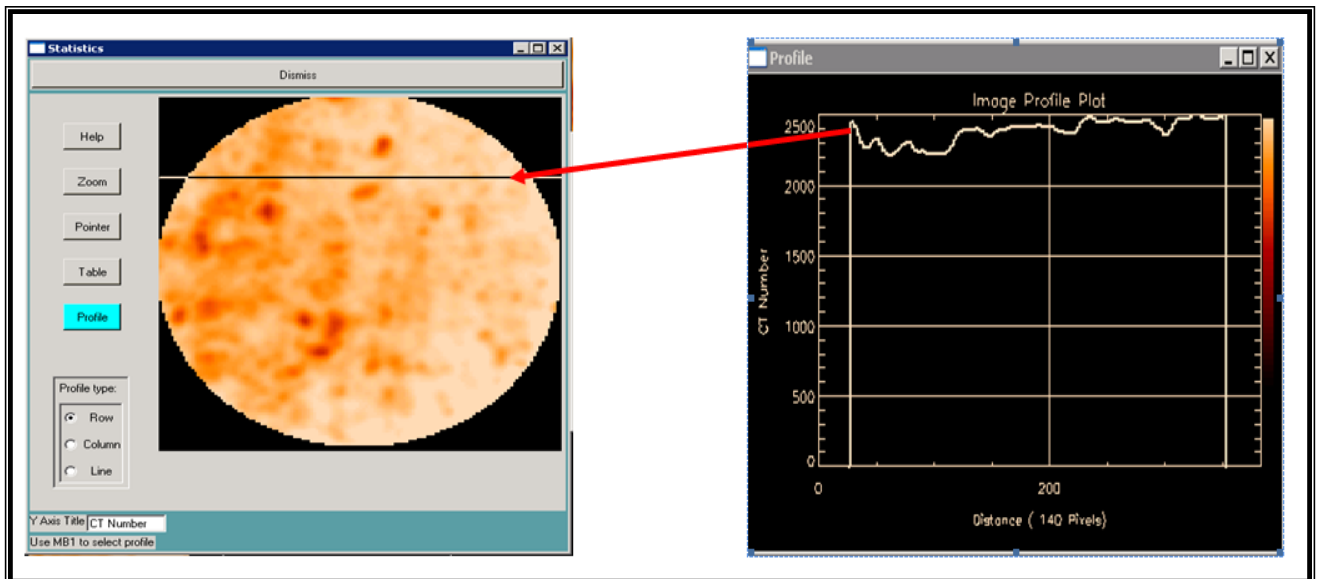 Statistics
Dismiss
Help
Zoom
Pointer
Table
Profile
Profile type:
Row
Column
Line
Y Axis Title CT Number
Use MB1 to select profile
Profile
Image Profile Plot
2500
2000
1500
1000
500
0
CT Number
0 200
Distance ( 140 Pixels)